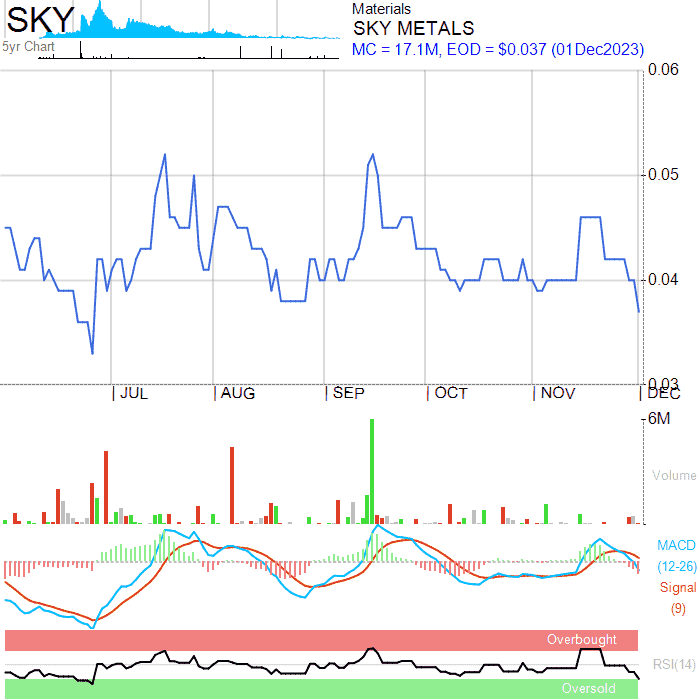 SKY
5yr Chart
Materials
SKY METALS
MC = 17.1M, EOD = $0.037 (01Dec2023)
0.06
0.05
0.04
0.03
JUL
AUG
SEP
OCT
NOV
DEC
6M
Volume
MACD
(12-26)
Signal
(9)
Overbought
RSI(14)
Oversold